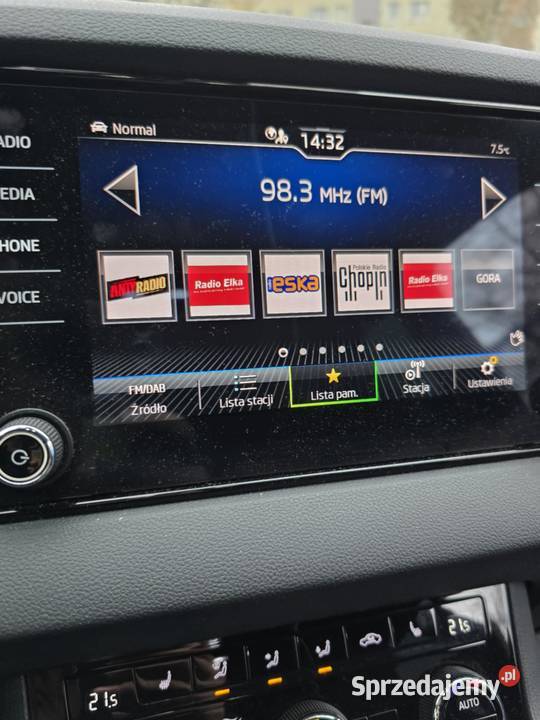 ADIO
EDIA
HONE
VOICE
Normal
14:32
7.5°C
98.3 MHz (FM)
ANTYRADIO
Radio Elka
eska
Polskie Radio
Chopin
Radio Elka
GORA
FM/DAB
Źródło
Lista stacji
Lista pam.
Stacja
Ustawienia
21.5
21.5
AUTO
Sprzedajemy.pl